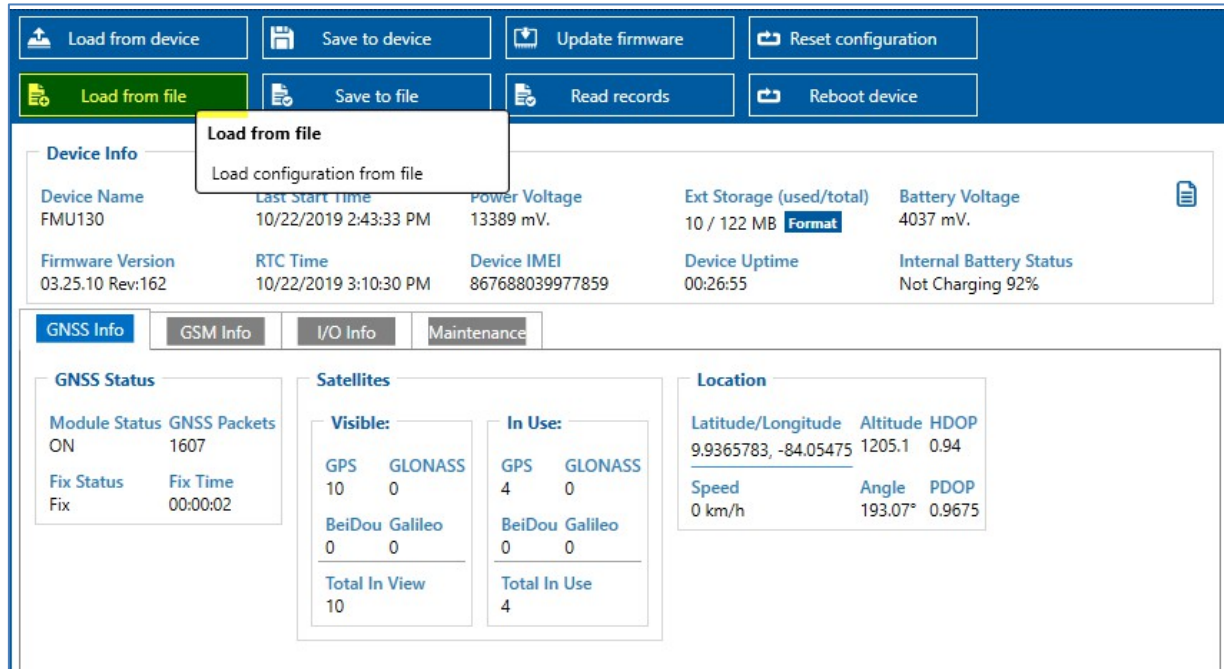 Load from device
Save to device
Update firmware
Reset configuration
Load from file
Save to file
Read records
Reboot device
Load from file
Load configuration from file
Device Info
Device Name
Last Start Time
Power Voltage
Ext Storage (used/total)
Battery Voltage
FMU130
10/22/2019 2:43:33 PM
13389 mV.
10 / 122 MB Format
4037 mV.
Firmware Version
RTC Time
Device IMEI
Device Uptime
Internal Battery Status
03.25.10 Rev:162
10/22/2019 3:10:30 PM
867688039977859
00:26:55
Not Charging 92%
GNSS Info
GSM Info
I/O Info
Maintenance
GNSS Status
Module Status GNSS Packets
ON 1607
Fix Status Fix Time
Fix 00:00:02
Satellites
Visible:
GPS GLONASS
10 0
BeiDou Galileo
0 0
Total In View
10
In Use:
GPS GLONASS
4 0
BeiDou Galileo
0 0
Total In Use
4
Location
Latitude/Longitude Altitude HDOP
9.9365783, -84.05475 1205.1 0.94
Speed Angle PDOP
0 km/h 193.07° 0.9675